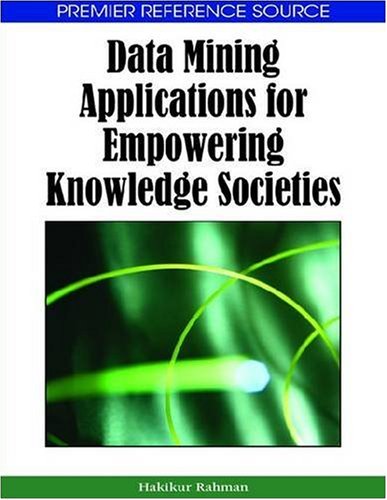 PREMIER REFERENCE SOURCE
Data Mining
Applications for
Empowering
Knowledge Societies
Hakikur Rahman